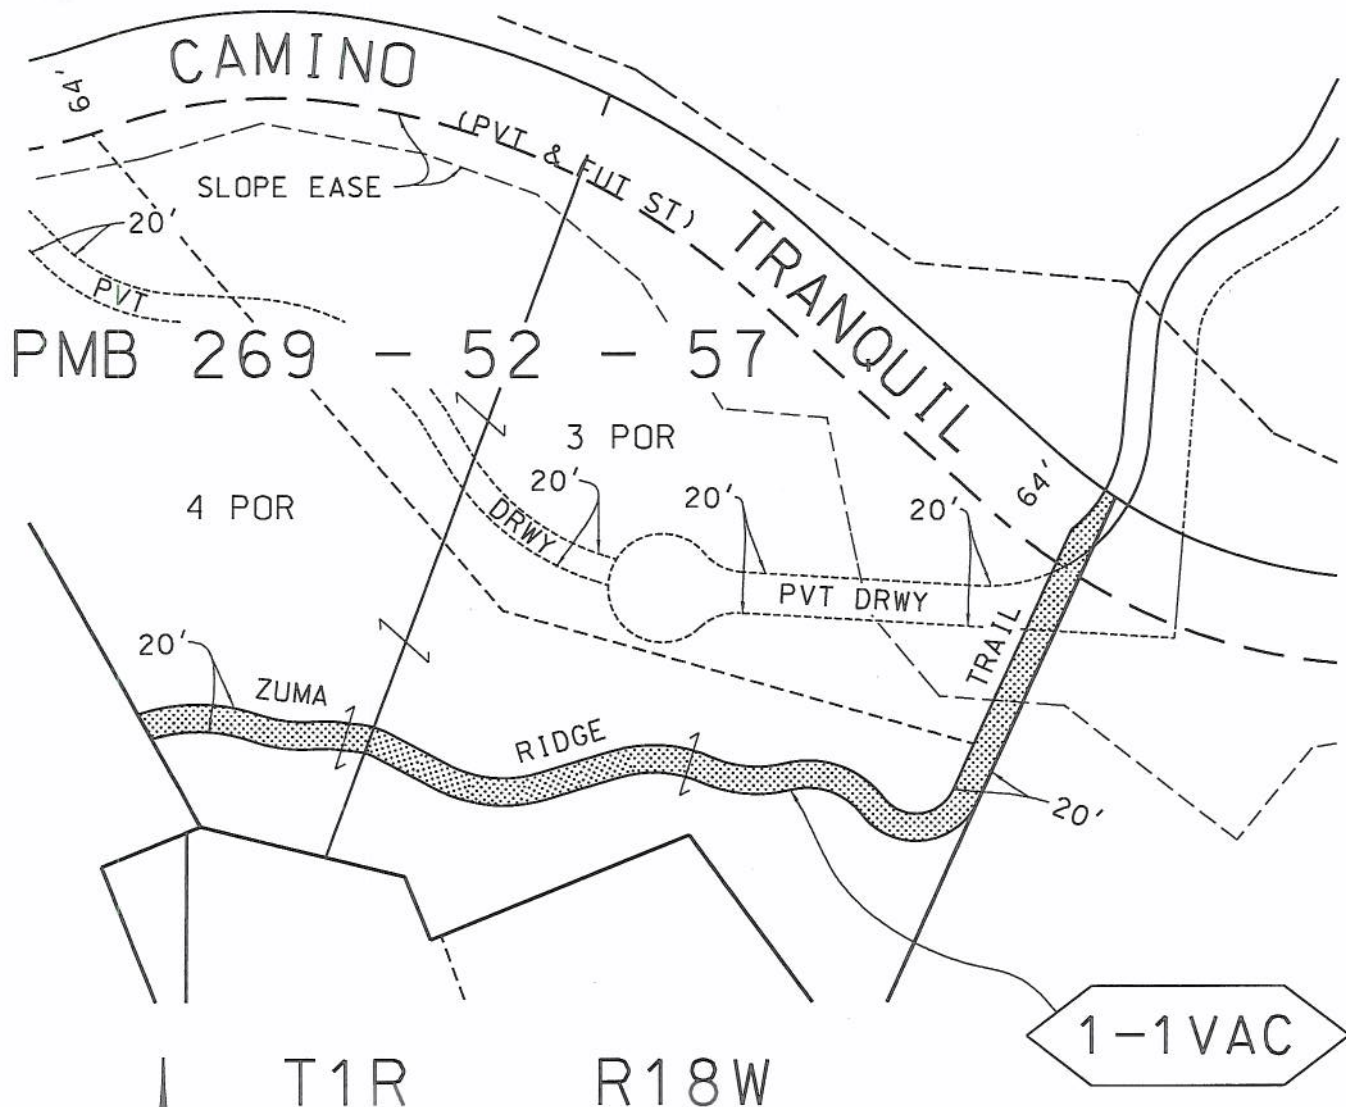 CAMINO
64'
(PVT & FUT ST)
SLOPE EASE
TRANQUIL
20'
PVT
PMB 269 - 52 - 57
3 POR
4 POR
20'
20'
20'
64'
DRWY
PVT DRWY
TRAIL
20'
ZUMA
RIDGE
20'
1-1VAC
T1R R18W